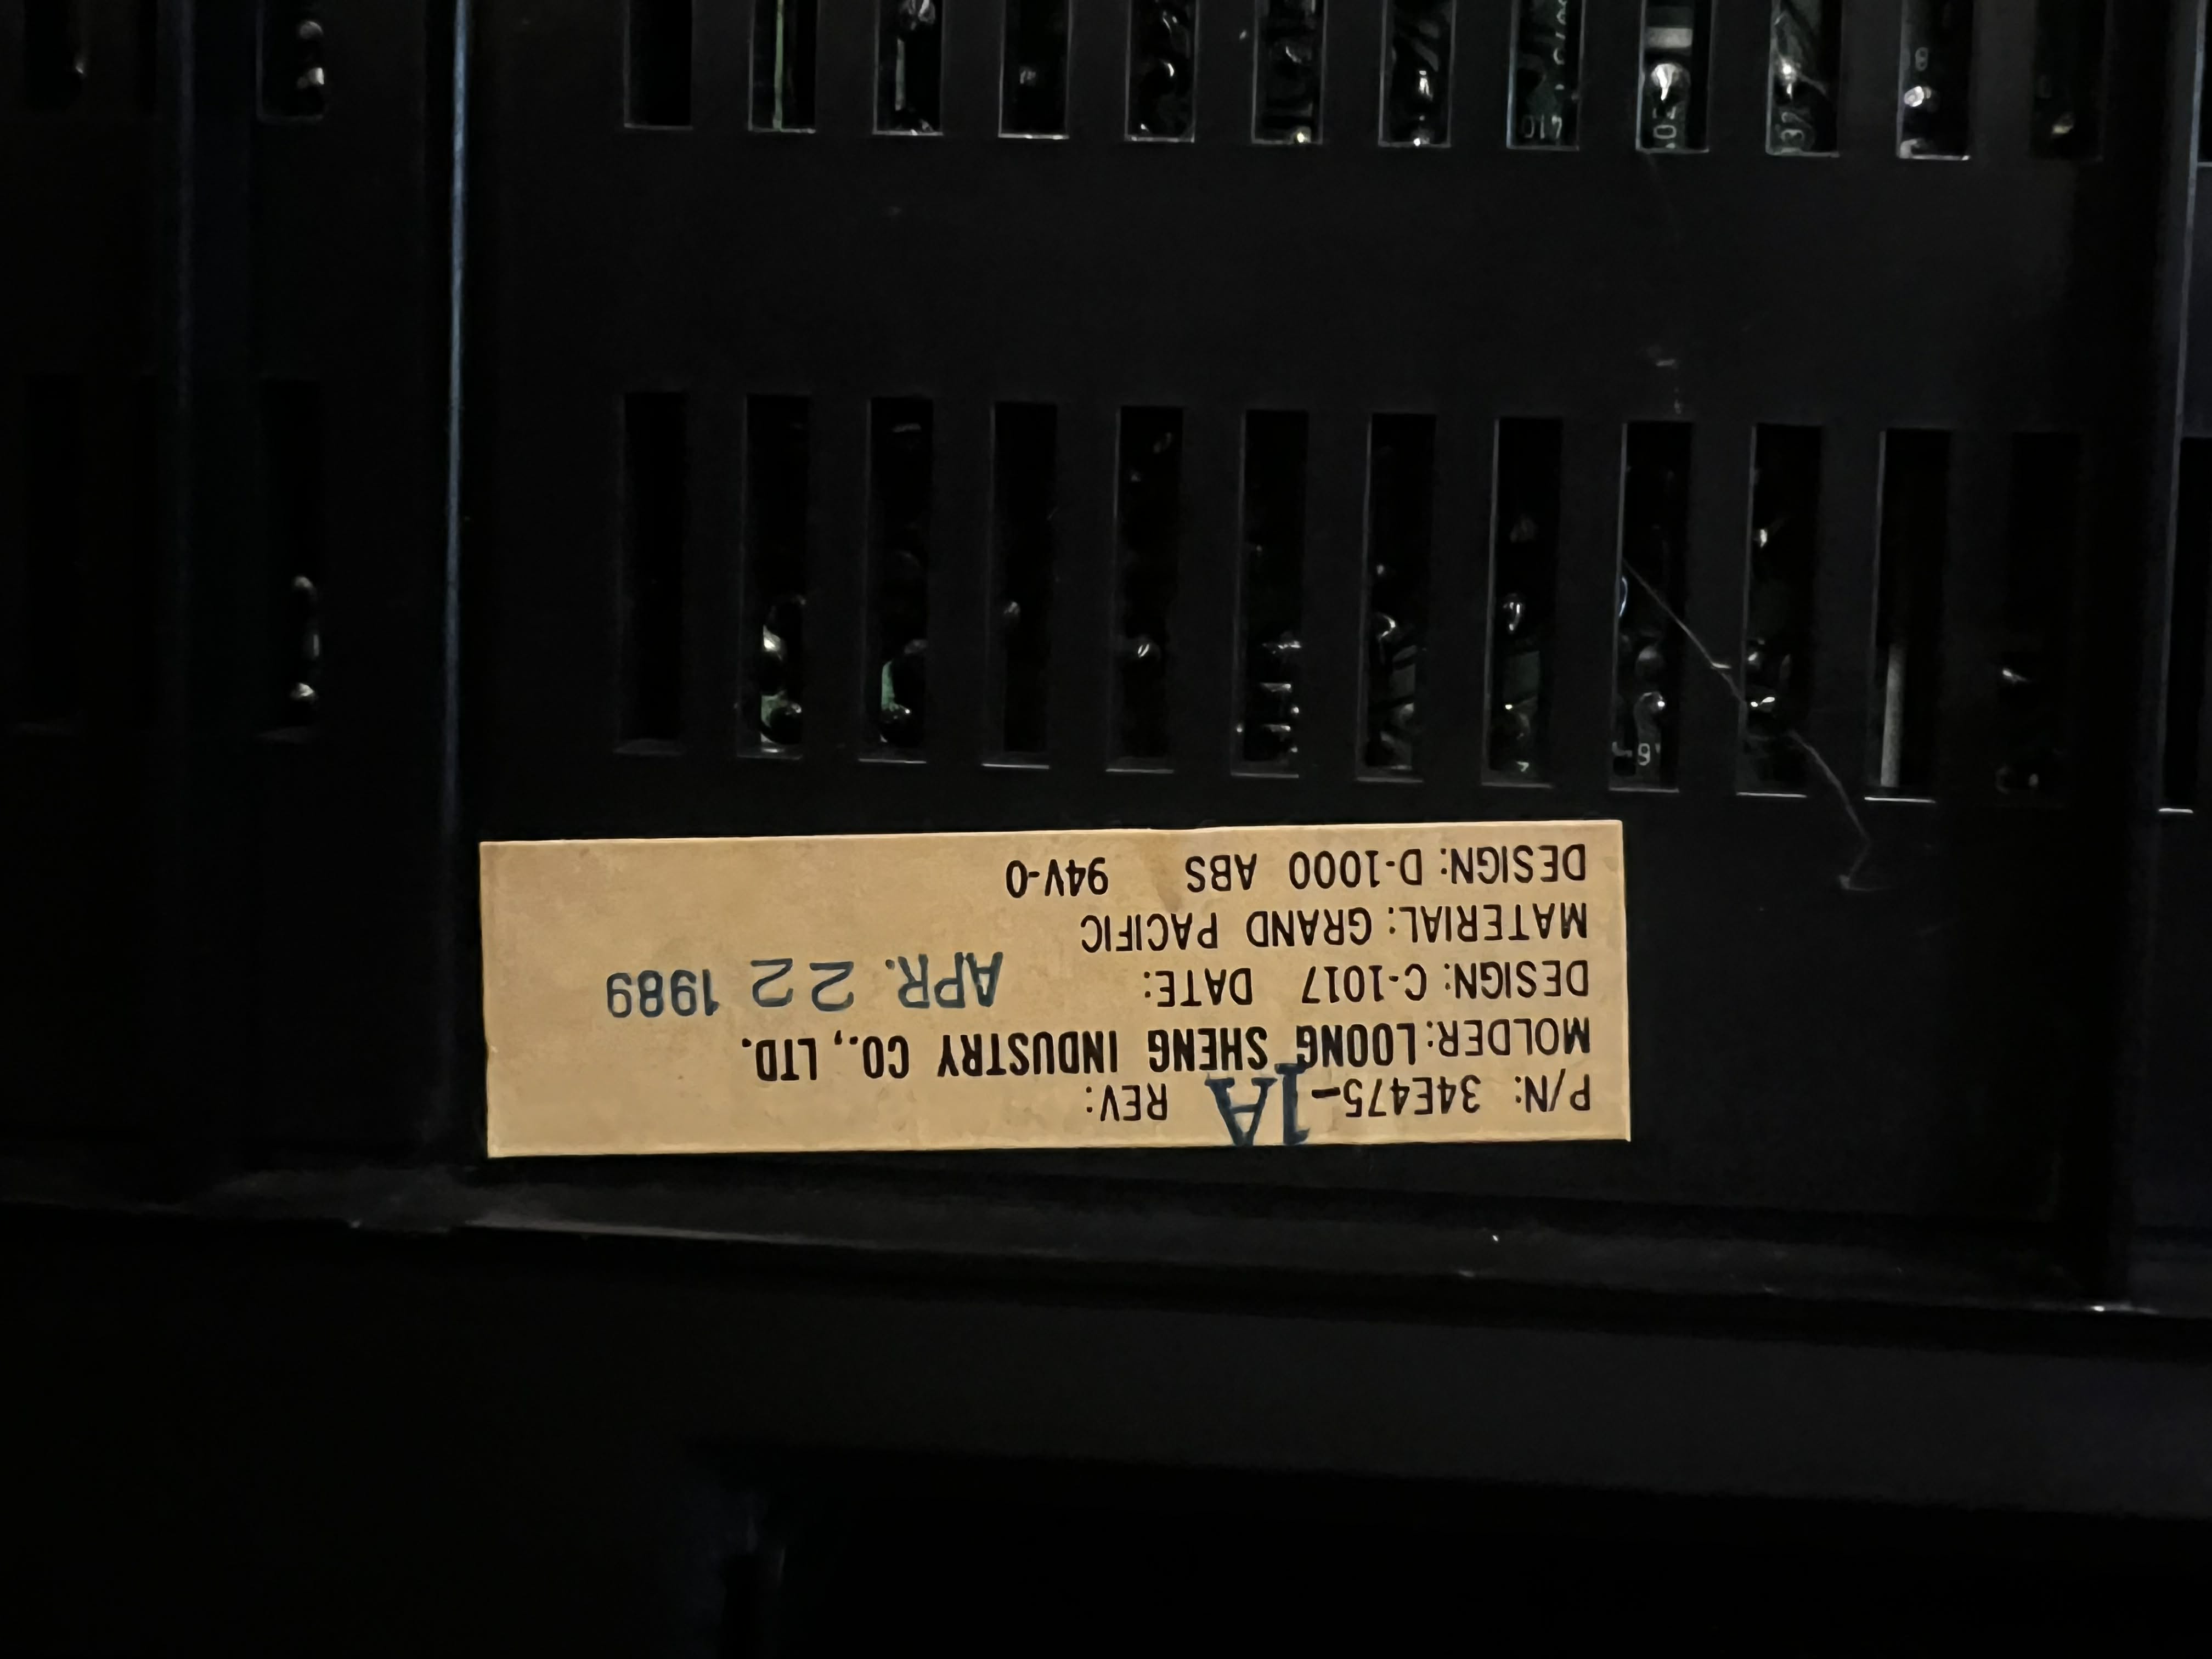 P/N: 34E475-1A REV:
MOLDER:LOONG SHENG INDUSTRY CO., LTD.
DESIGN: C-1017 DATE: APR. 22 1989
MATERIAL: GRAND PACIFIC
DESIGN: D-1000 ABS 94V-0